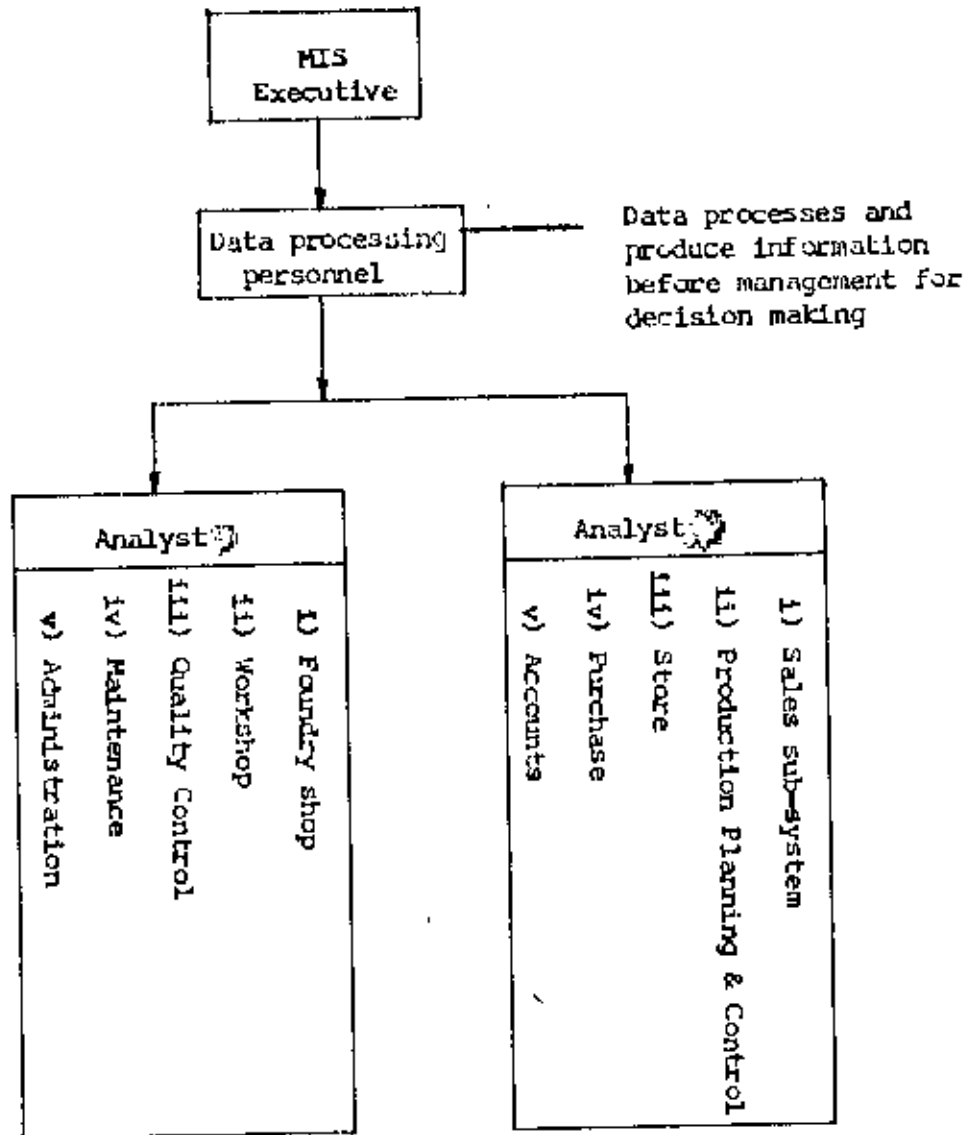 MIS
Executive
Data processing
personnel
Data processes and
produce information
before management for
decision making
Analyst
i) Foundry shop
ii) Workshop
iii) Quality Control
iv) Maintenance
v) Administration
Analyst
i) Sales sub-system
ii) Production Planning & Control
iii) Store
iv) Purchase
v) Accounts